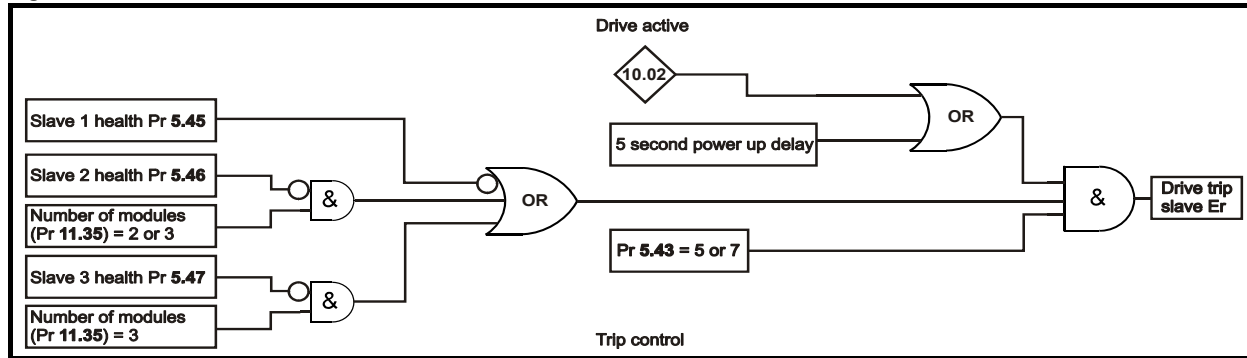 Drive active
10.02
OR
5 second power up delay
Slave 1 health Pr 5.45
Slave 2 health Pr 5.46
&
Number of modules
(Pr 11.35) = 2 or 3
OR
&
Drive trip
slave Er
Pr 5.43 = 5 or 7
Slave 3 health Pr 5.47
&
Number of modules
(Pr 11.35) = 3
Trip control